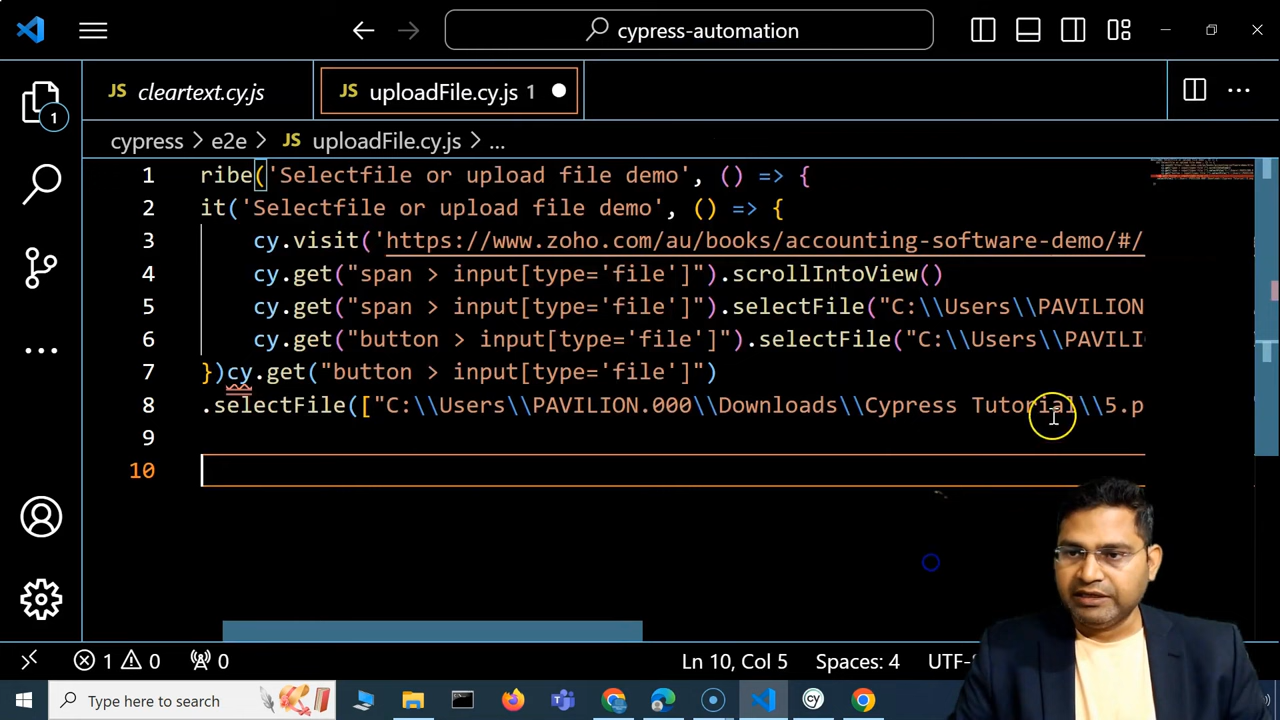 cypress-automation
JS cleartext.cy.js JS uploadFile.cy.js 1
1
cypress > e2e > JS uploadFile.cy.js > ...
1 ribe('Selectfile or upload file demo', () => {
2 it('Selectfile or upload file demo', () => {
3 cy.visit('https://www.zoho.com/au/books/accounting-software-demo/#/
4 cy.get("span > input[type='file']").scrollIntoView()
5 cy.get("span > input[type='file']").selectFile("C:\\Users\\PAVILION
6 cy.get("button > input[type='file']").selectFile("C:\\Users\\PAVILI
7 })cy.get("button > input[type='file']")
8 .selectFile(["C:\\Users\\PAVILION.000\\Downloads\\Cypress Tutorial\\5.p
9
10
1 0 0 Ln 10, Col 5 Spaces: 4 UTF-
Type here to search